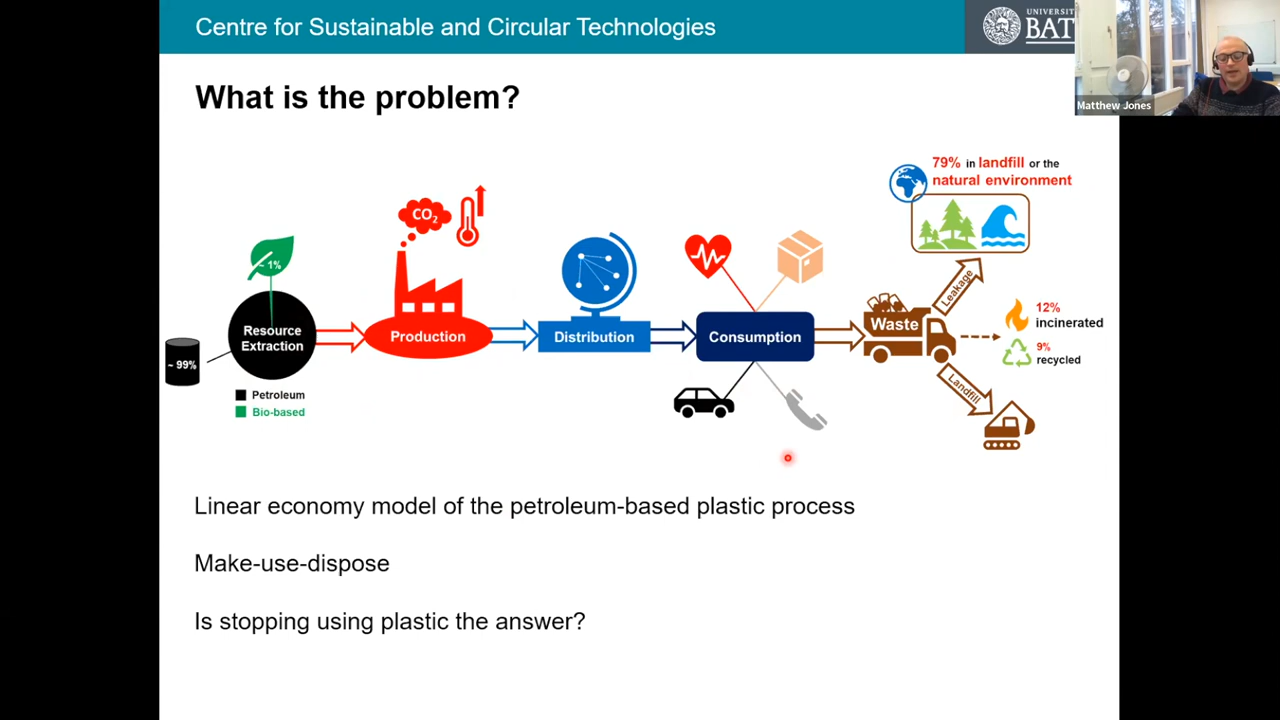 Centre for Sustainable and Circular Technologies
UNIVERSIT
BAT
Matthew Jones
What is the problem?
79% in landfill or the
natural environment
CO2
~ 1%
Leakage
Resource
Extraction
Production
Distribution
Consumption
Waste
12%
incinerated
9%
recycled
~ 99%
Landfill
Petroleum
Bio-based
Linear economy model of the petroleum-based plastic process
Make-use-dispose
Is stopping using plastic the answer?